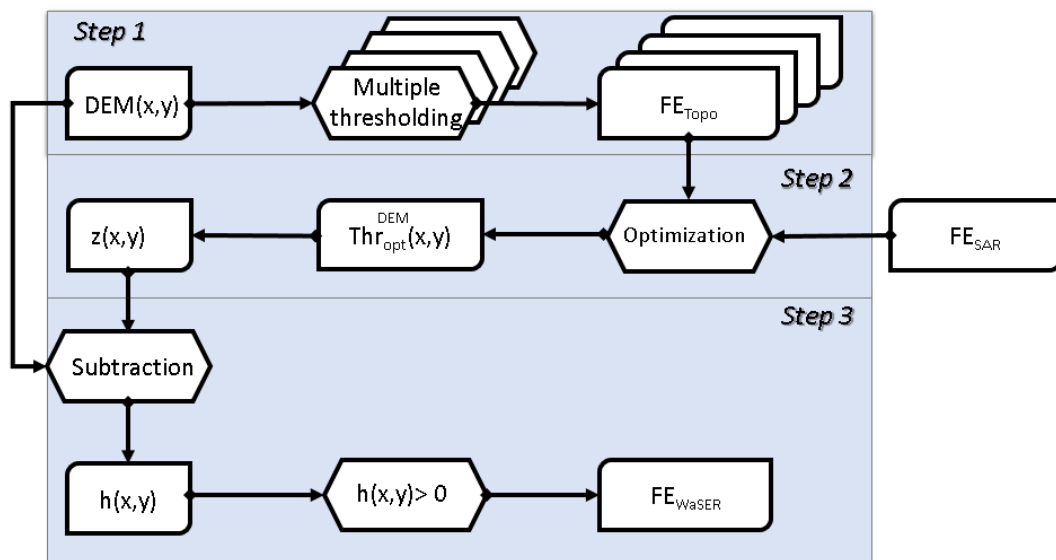 Step 1
DEM(x,y)
Multiple
thresholding
FE_Topo
Step 2
z(x,y)
Thr_opt^DEM(x,y)
Optimization
FE_SAR
Step 3
Subtraction
h(x,y)
h(x,y)> 0
FE_WaSER